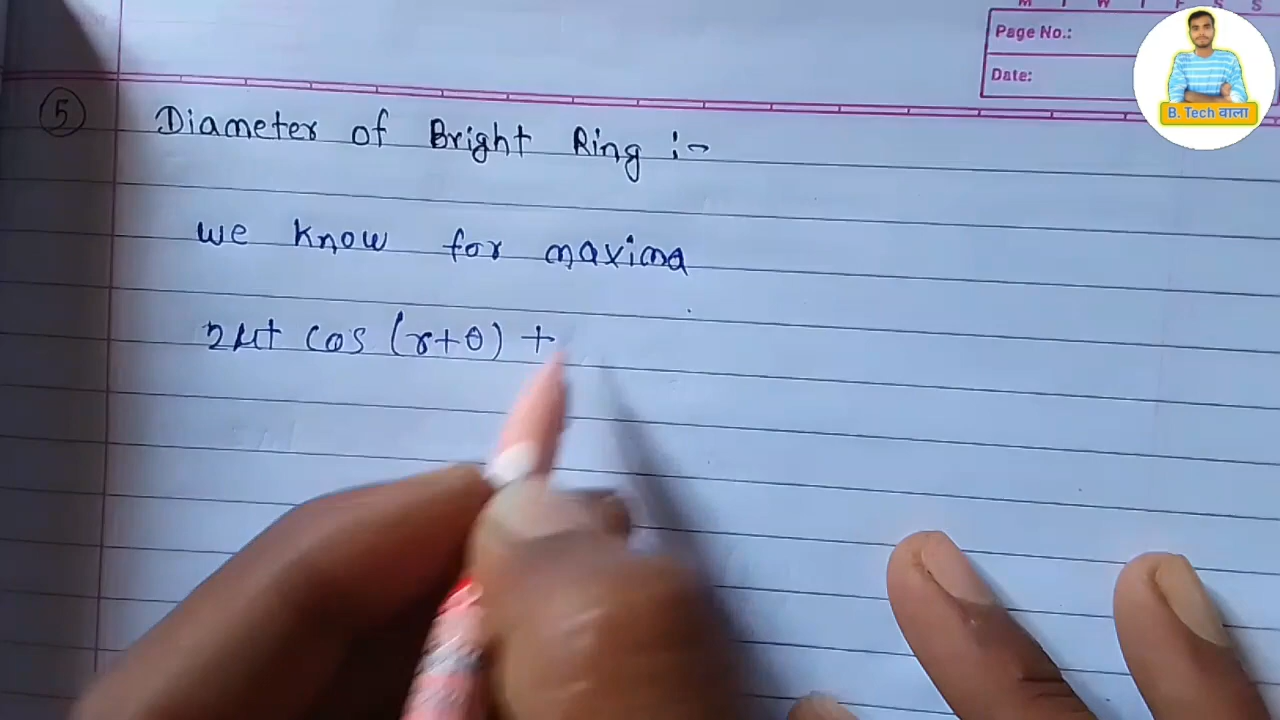 M T W T F S S
Page No.:
Date:
B. Tech वाला
5 Diameter of Bright Ring :-
we know for maxima
2μt cos (r+θ) +